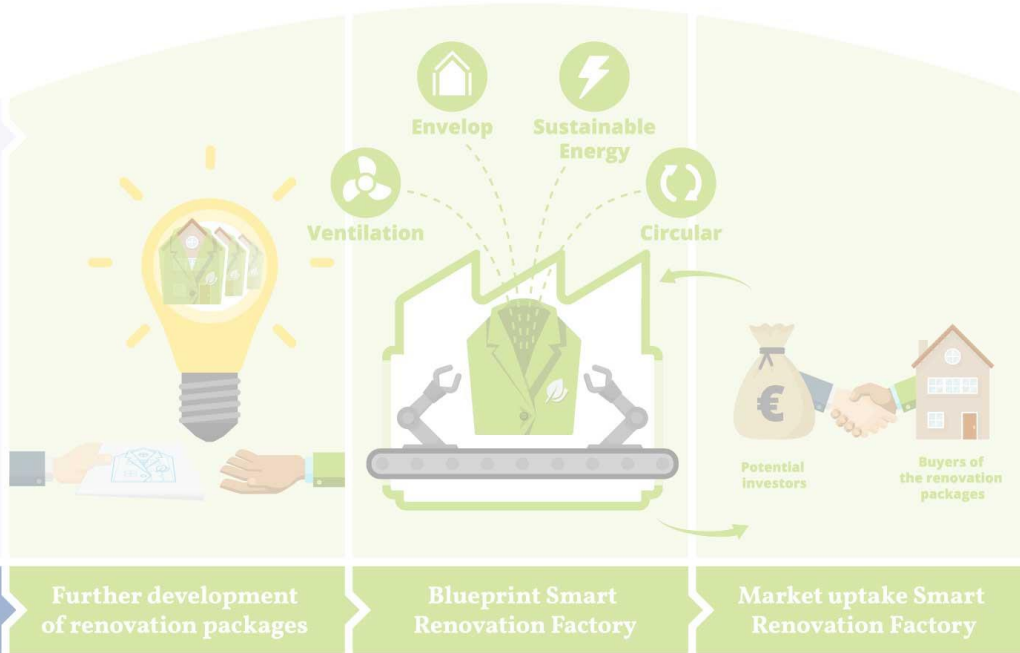 Envelop
Sustainable
Energy
Ventilation
Circular
€
Potential
investors
Buyers of
the renovation
packages
Further development
of renovation packages
Blueprint Smart
Renovation Factory
Market uptake Smart
Renovation Factory